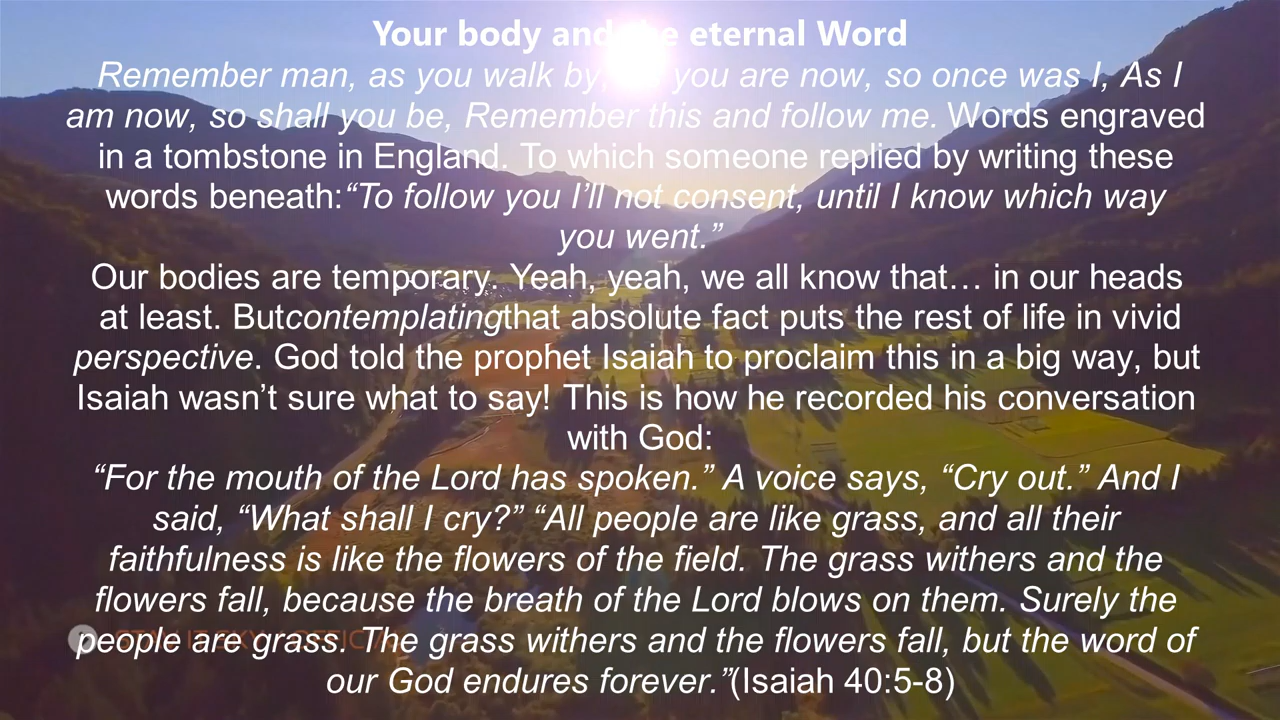 Your body and the eternal Word
Remember man, as you walk by, as you are now, so once was I, As I
am now, so shall you be, Remember this and follow me. Words engraved
in a tombstone in England. To which someone replied by writing these
words beneath:“To follow you I’ll not consent, until I know which way
you went.”
Our bodies are temporary. Yeah, yeah, we all know that… in our heads
at least. Butcontemplatingthat absolute fact puts the rest of life in vivid
perspective. God told the prophet Isaiah to proclaim this in a big way, but
Isaiah wasn’t sure what to say! This is how he recorded his conversation
with God:
“For the mouth of the Lord has spoken.” A voice says, “Cry out.” And I
said, “What shall I cry?” “All people are like grass, and all their
faithfulness is like the flowers of the field. The grass withers and the
flowers fall, because the breath of the Lord blows on them. Surely the
people are grass. The grass withers and the flowers fall, but the word of
our God endures forever.”(Isaiah 40:5-8)